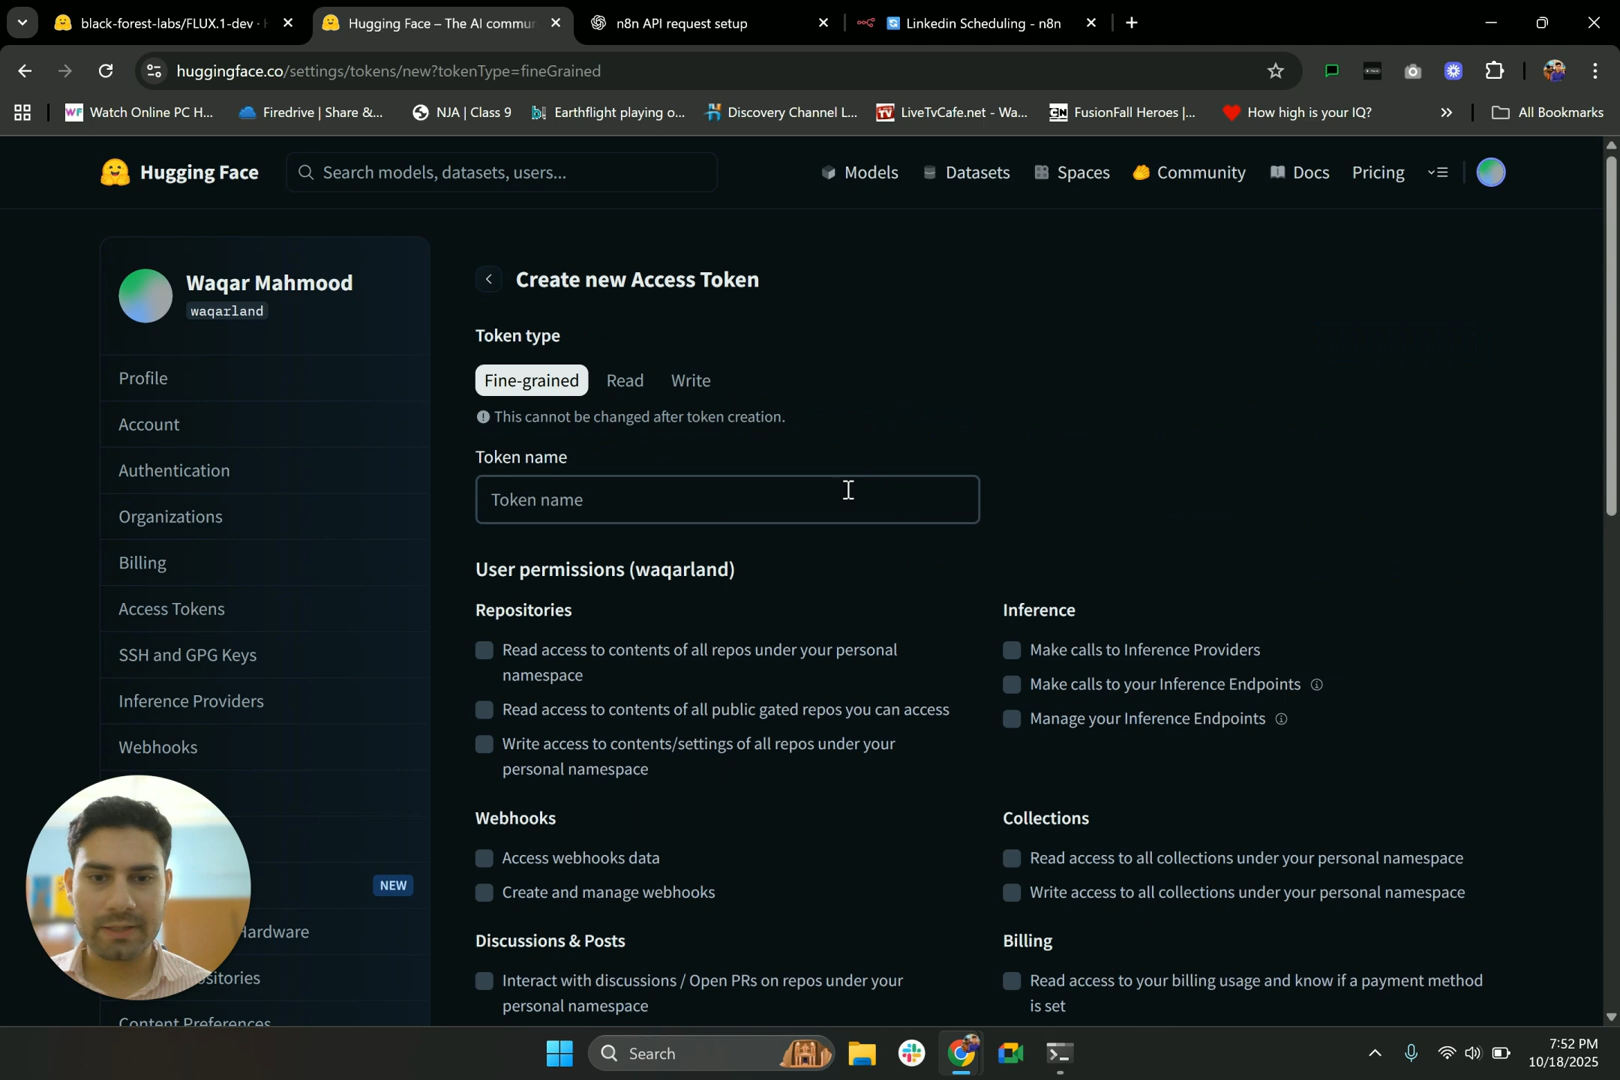 black-forest-labs/FLUX.1-dev ·
Hugging Face – The AI commu
n8n API request setup
Linkedin Scheduling - n8n
huggingface.co/settings/tokens/new?tokenType=fineGrained
Watch Online PC H...
Firedrive | Share &...
NJA | Class 9
Earthflight playing o...
Discovery Channel L...
LiveTvCafe.net - Wa...
FusionFall Heroes |...
How high is your IQ?
All Bookmarks
Hugging Face
Search models, datasets, users...
Models
Datasets
Spaces
Community
Docs
Pricing
Waqar Mahmood
waqarland
Profile
Account
Authentication
Organizations
Billing
Access Tokens
SSH and GPG Keys
Inference Providers
Webhooks
NEW
Hardware
ositories
Content Preferences
Create new Access Token
Token type
Fine-grained
Read
Write
This cannot be changed after token creation.
Token name
Token name
User permissions (waqarland)
Repositories
Read access to contents of all repos under your personal
namespace
Read access to contents of all public gated repos you can access
Write access to contents/settings of all repos under your
personal namespace
Inference
Make calls to Inference Providers
Make calls to your Inference Endpoints
Manage your Inference Endpoints
Webhooks
Access webhooks data
Create and manage webhooks
Collections
Read access to all collections under your personal namespace
Write access to all collections under your personal namespace
Discussions & Posts
Interact with discussions / Open PRs on repos under your
personal namespace
Billing
Read access to your billing usage and know if a payment method
is set
Search
7:52 PM
10/18/2025